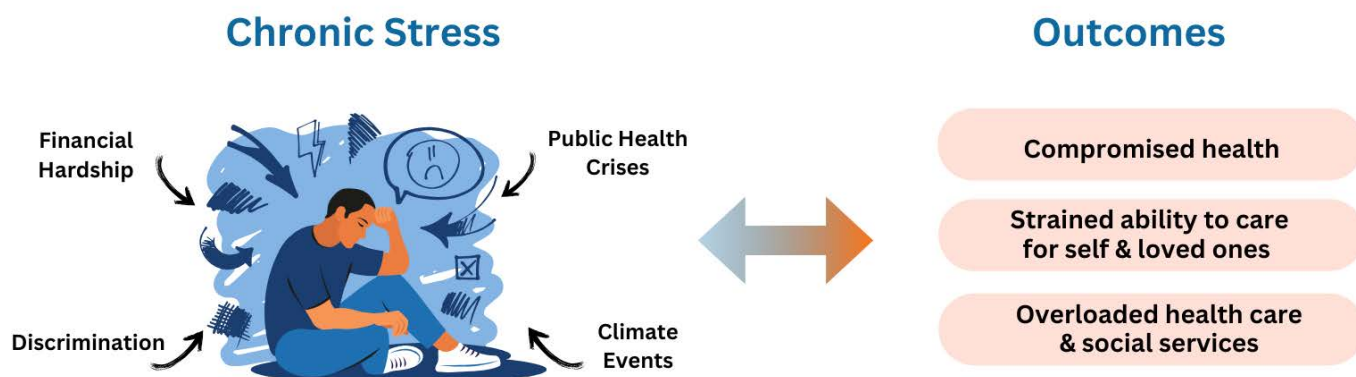 Chronic Stress
Financial
Hardship
Public Health
Crises
Discrimination
Climate
Events
Outcomes
Compromised health
Strained ability to care
for self & loved ones
Overloaded health care
& social services